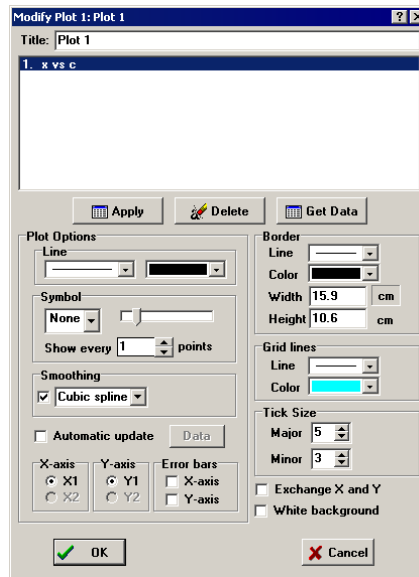 Modify Plot 1: Plot 1
Title: Plot 1
1. x vs c
Apply Delete Get Data
Plot Options
Line
Symbol
None
Show every 1 points
Smoothing
Cubic spline
Automatic update Data
X-axis Y-axis Error bars
X1 Y1 X-axis
X2 Y2 Y-axis
Border
Line
Color
Width 15.9 cm
Height 10.6 cm
Grid lines
Line
Color
Tick Size
Major 5
Minor 3
Exchange X and Y
White background
OK Cancel